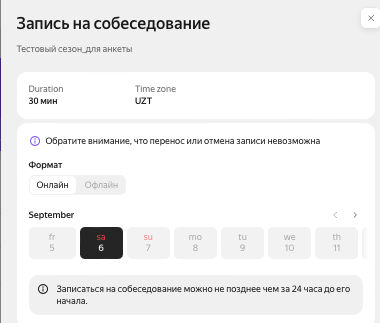 Запись на собеседование
Тестовый сезон_для анкеты
Duration
Time zone
30 мин
UZT
Обратите внимание, что перенос или отмена записи невозможна
Формат
Онлайн
Офлайн
September
fr
sa
su
mo
tu
we
th
5
6
7
8
9
10
11
Записаться на собеседование можно не позднее чем за 24 часа до его
начала.